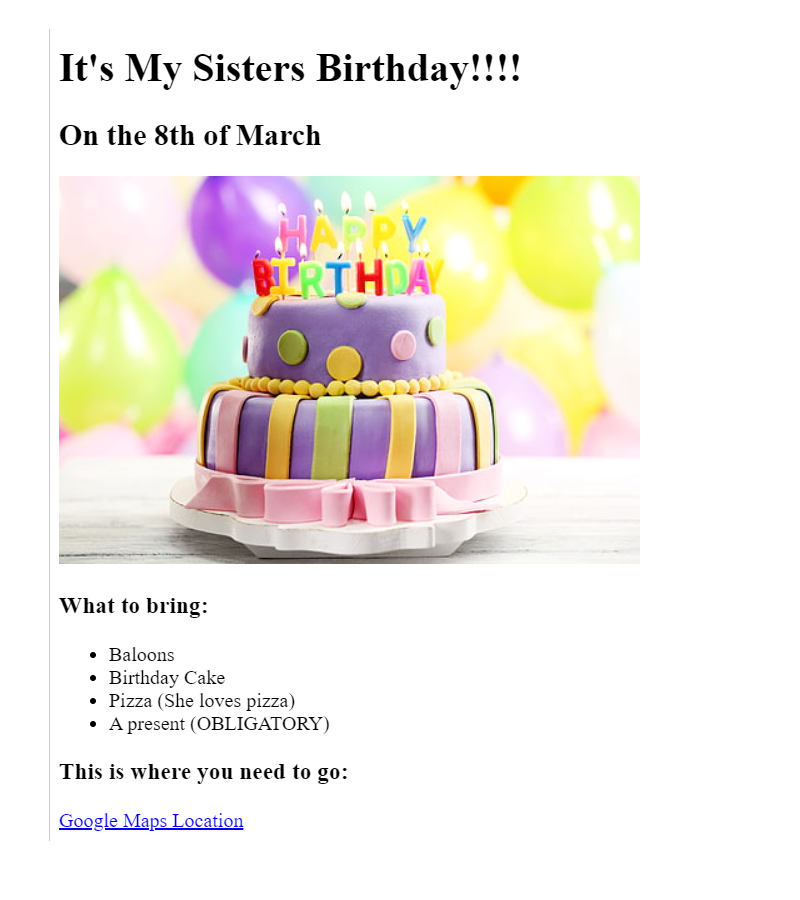 It's My Sisters Birthday!!!!
On the 8th of March
HAPPY
BIRTHDAY
What to bring:
Baloons
Birthday Cake
Pizza (She loves pizza)
A present (OBLIGATORY)
This is where you need to go:
Google Maps Location